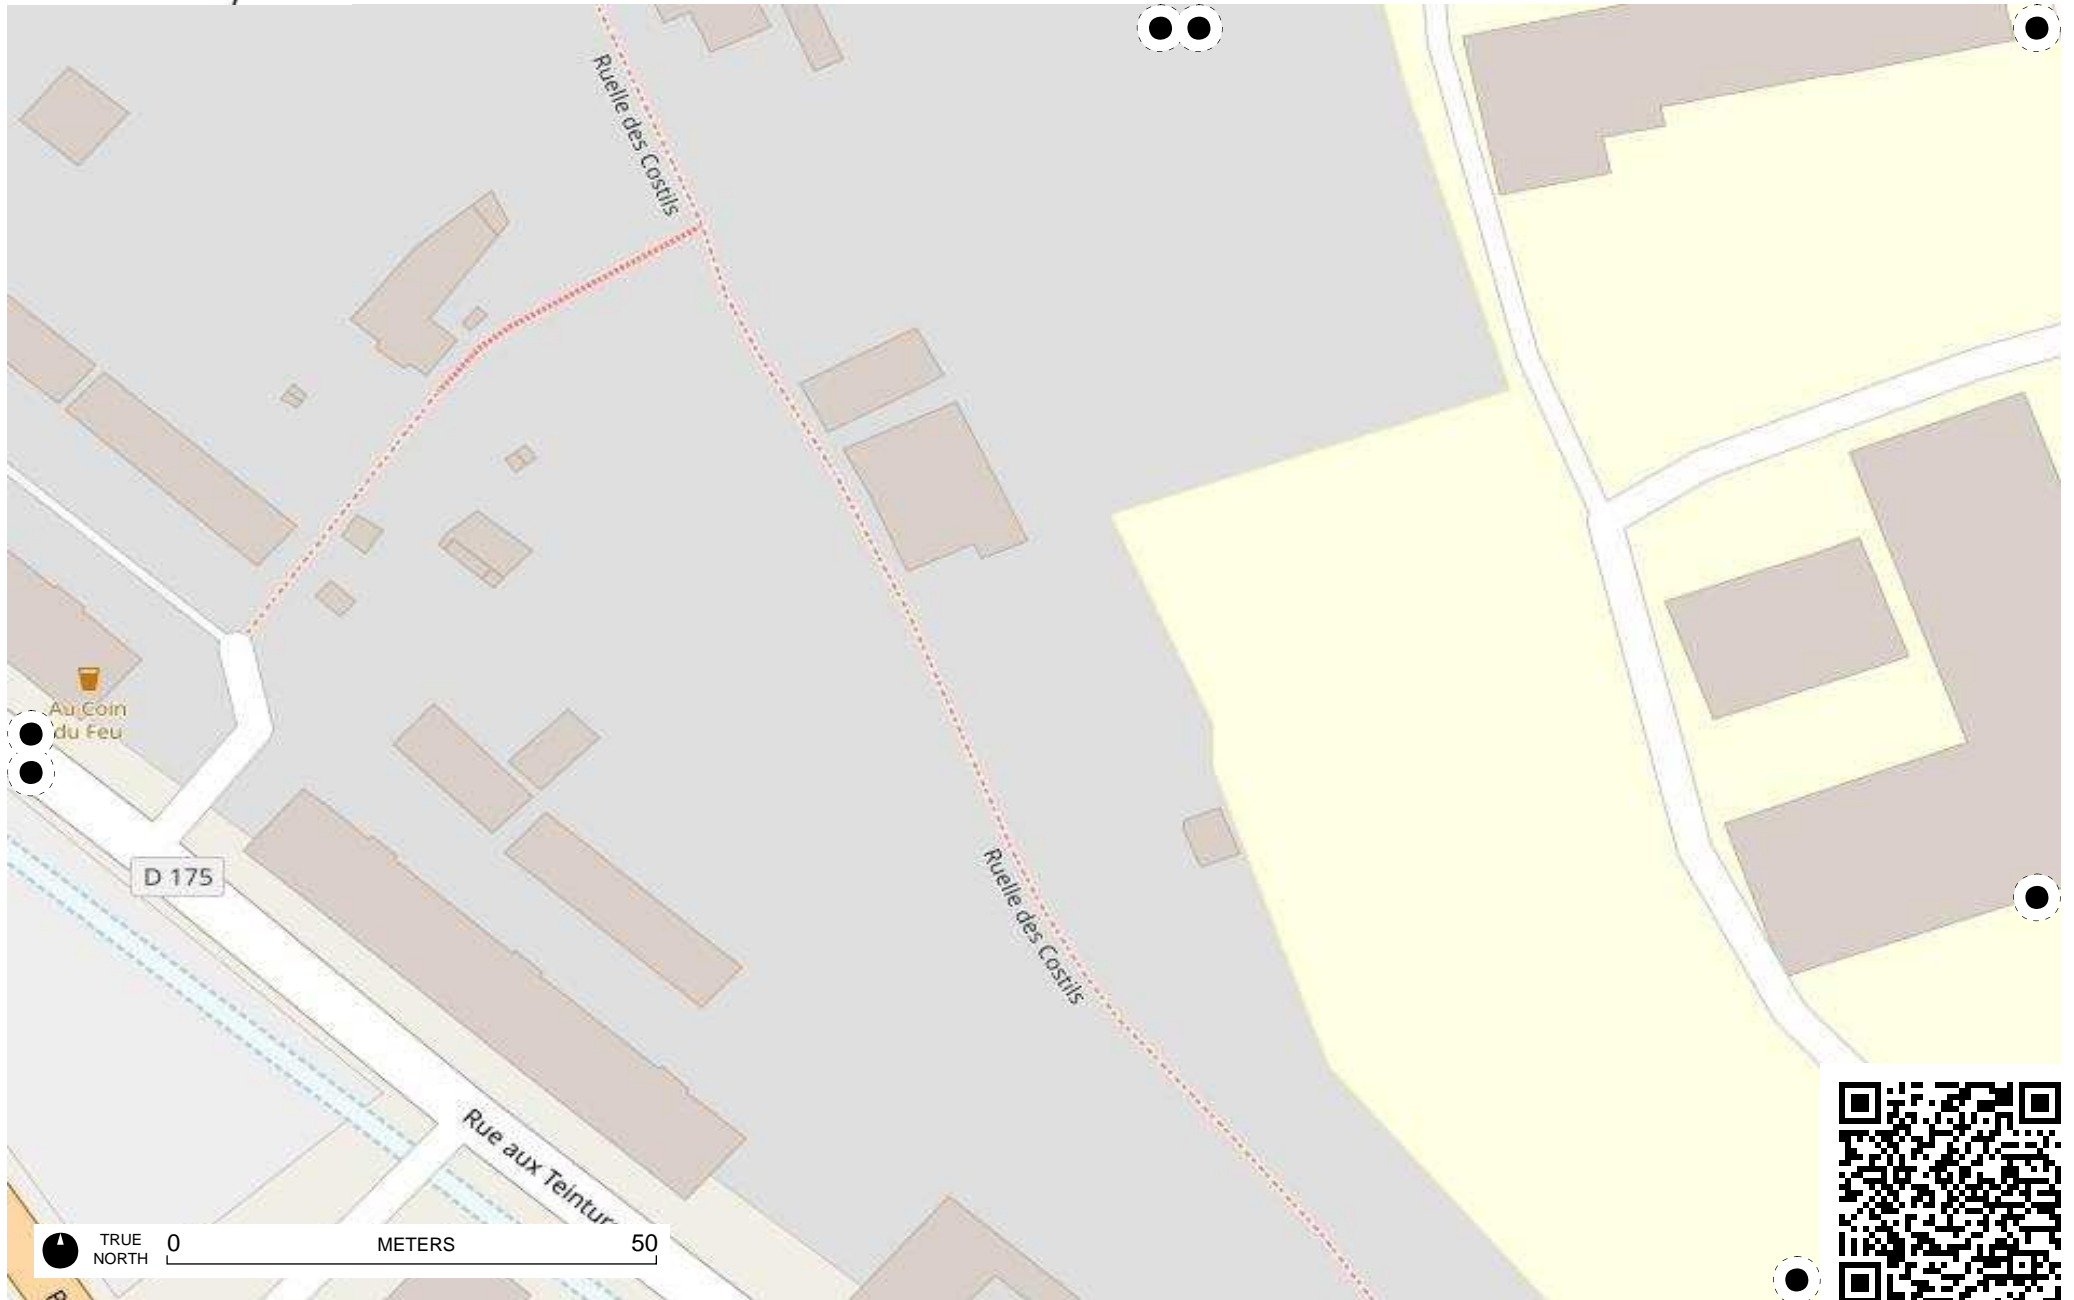 Ruelle des Costils
Au Coin
du Feu
D 175
Ruelle des Costils
Rue aux Teintur
TRUE
NORTH
0 METERS 50